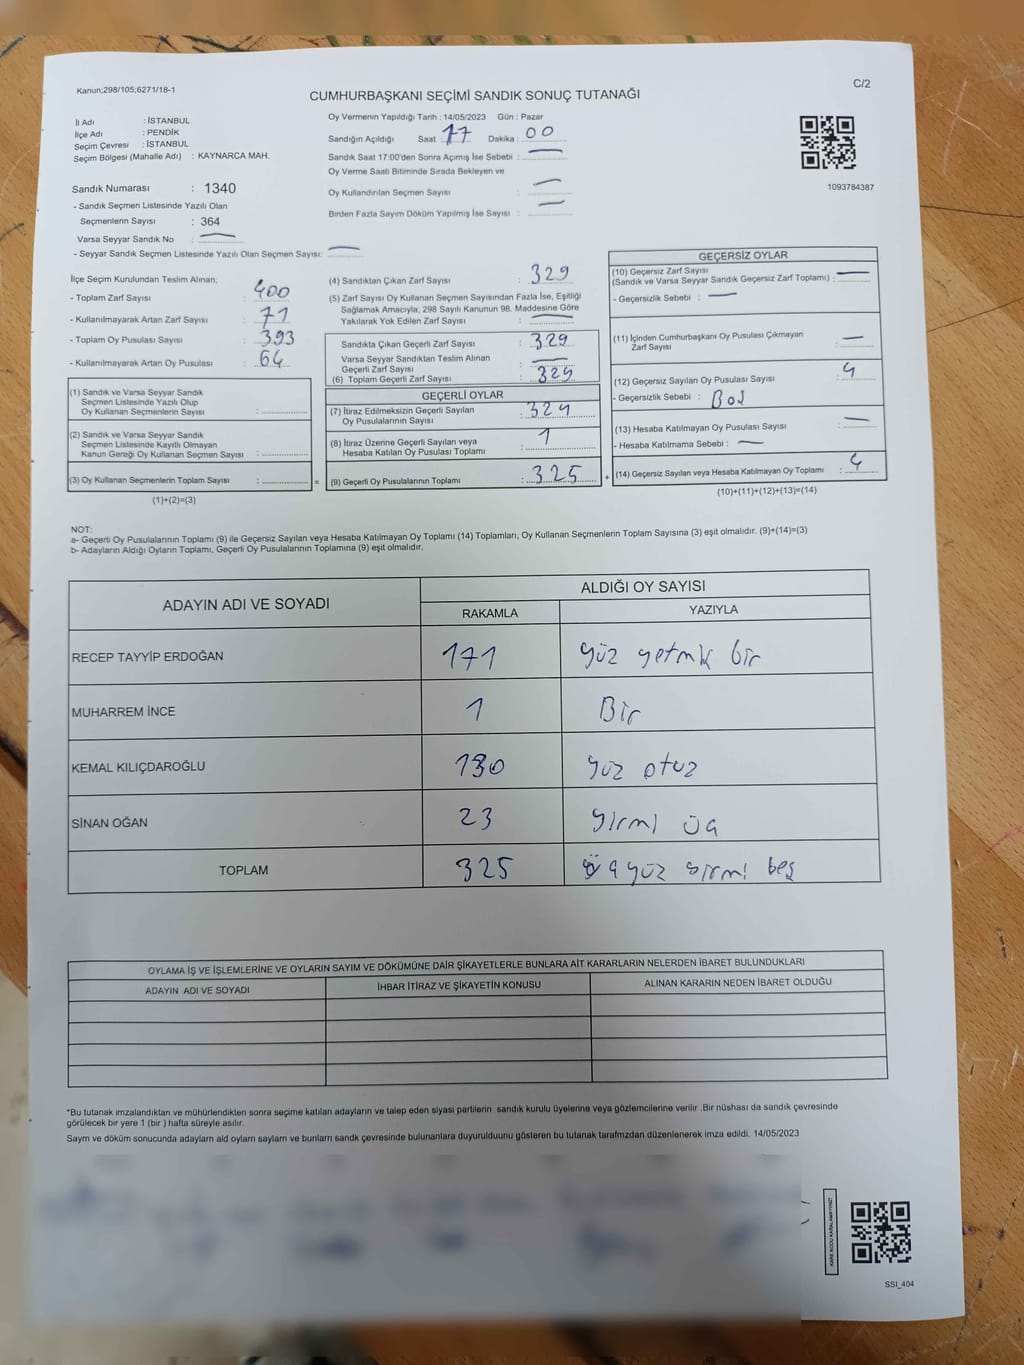 Kanun;298/105;6271/18-1
C/2
CUMHURBAŞKANI SEÇİMİ SANDIK SONUÇ TUTANAĞI
İl Adı : İSTANBUL
İlçe Adı : PENDİK
Seçim Çevresi : İSTANBUL
Seçim Bölgesi (Mahalle Adı) : KAYNARCA MAH.
Sandık Numarası : 1340
- Sandık Seçmen Listesinde Yazılı Olan
Seçmenlerin Sayısı : 364
Varsa Seyyar Sandık No : —
- Seyyar Sandık Seçmen Listesinde Yazılı Olan Seçmen Sayısı: —
Oy Vermenin Yapıldığı Tarih : 14/05/2023 Gün : Pazar
Sandığın Açıldığı Saat : 17 Dakika : 00
Sandık Saat 17:00'den Sonra Açımış İse Sebebi : —
Oy Verme Saati Bitiminde Sırada Bekleyen ve
Oy Kullandırılan Seçmen Sayısı : —
Birden Fazla Sayım Döküm Yapılmış İse Sayısı : —
1093784387
İlçe Seçim Kurulundan Teslim Alınan;
- Toplam Zarf Sayısı : 400
- Kullanılmayarak Artan Zarf Sayısı : 71
- Toplam Oy Pusulası Sayısı : 393
- Kullanılmayarak Artan Oy Pusulası : 64
(1) Sandık ve Varsa Seyyar Sandık
Seçmen Listesinde Yazılı Olup
Oy Kullanan Seçmenlerin Sayısı :
(2) Sandık ve Varsa Seyyar Sandık
Seçmen Listesinde Kayıtlı Olmayan
Kanun Gereği Oy Kullanan Seçmen Sayısı :
(3) Oy Kullanan Seçmenlerin Toplam Sayısı : =
(1)+(2)=(3)
(4) Sandıktan Çıkan Zarf Sayısı : 329
(5) Zarf Sayısı Oy Kullanan Seçmen Sayısından Fazla İse, Eşitliği
Sağlamak Amacıyla; 298 Sayılı Kanunun 98. Maddesine Göre
Yakılarak Yok Edilen Zarf Sayısı : —
Sandıkta Çıkan Geçerli Zarf Sayısı : 329
Varsa Seyyar Sandıktan Teslim Alınan
Geçerli Zarf Sayısı : —
(6) Toplam Geçerli Zarf Sayısı : 329
GEÇERLİ OYLAR
(7) İtiraz Edilmeksizin Geçerli Sayılan
Oy Pusulasının Sayısı : 324
(8) İtiraz Üzerine Geçerli Sayılan veya
Hesaba Katılan Oy Pusulası Toplamı : 1
(9) Geçerli Oy Pusulalarının Toplamı : 325 +
GEÇERSİZ OYLAR
(10) Geçersiz Zarf Sayısı
(Sandık ve Varsa Seyyar Sandık Geçersiz Zarf Toplamı) : —
- Geçersizlik Sebebi : —
(11) İçinden Cumhurbaşkanı Oy Pusulası Çıkmayan
Zarf Sayısı : —
(12) Geçersiz Sayılan Oy Pusulası Sayısı : 4
- Geçersizlik Sebebi : Boş
(13) Hesaba Katılmayan Oy Pusulası Sayısı : —
- Hesaba Katılmama Sebebi : —
(14) Geçersiz Sayılan veya Hesaba Katılmayan Oy Toplamı : 4
(10)+(11)+(12)+(13)=(14)
NOT:
a- Geçerli Oy Pusulalarının Toplamı (9) ile Geçersiz Sayılan veya Hesaba Katılmayan Oy Toplamı (14) Toplamları, Oy Kullanan Seçmenlerin Toplam Sayısına (3) eşit olmalıdır. (9)+(14)=(3)
b- Adayların Aldığı Oyların Toplamı, Geçerli Oy Pusulalarının Toplamına (9) eşit olmalıdır.
ADAYIN ADI VE SOYADI
ALDIĞI OY SAYISI
RAKAMLA YAZIYLA
RECEP TAYYİP ERDOĞAN 171 yüz yetmik bir
MUHARREM İNCE 1 Bir
KEMAL KILIÇDAROĞLU 130 yüz otuz
SİNAN OĞAN 23 yirmi üç
TOPLAM 325 üç yüz yirmi beş
OYLAMA İŞ VE İŞLEMLERİNE VE OYLARIN SAYIM VE DÖKÜMÜNE DAİR ŞİKAYETLERLE BUNLARA AİT KARARLARIN NELERDEN İBARET BULUNDUKLARI
ADAYIN ADI VE SOYADI İHBAR İTİRAZ VE ŞİKAYETİN KONUSU ALINAN KARARIN NEDEN İBARET OLDUĞU
*Bu tutanak imzalandıktan ve mühürlendikten sonra seçime katılan adayların ve talep eden siyasi partilerin sandık kurulu üyelerine veya gözlemcilerine verilir .Bir nüshası da sandık çevresinde
görülecek bir yere 1 (bir ) hafta süreyle asılır.
Sayım ve döküm sonucunda adayların ald oyların sayların ve bunların sandk çevresinde bulunanlara duyurulduunu gösteren bu tutanak tarafmzdan düzenlenerek imza edildi. 14/05/2023
KARE KODU KARALAMAYINIZ!
SSI_404